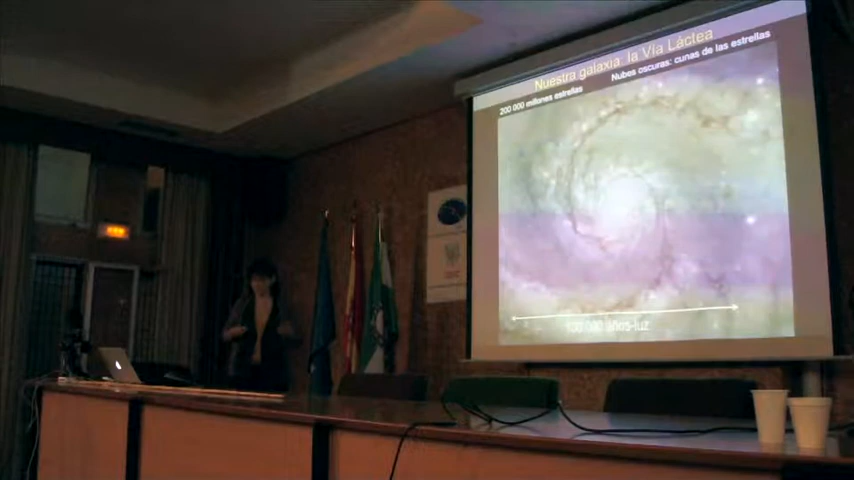 Nuestra galaxia: la Vía Láctea
200 000 millones estrellas
Nubes oscuras: cunas de las estrellas
100 000 años-luz